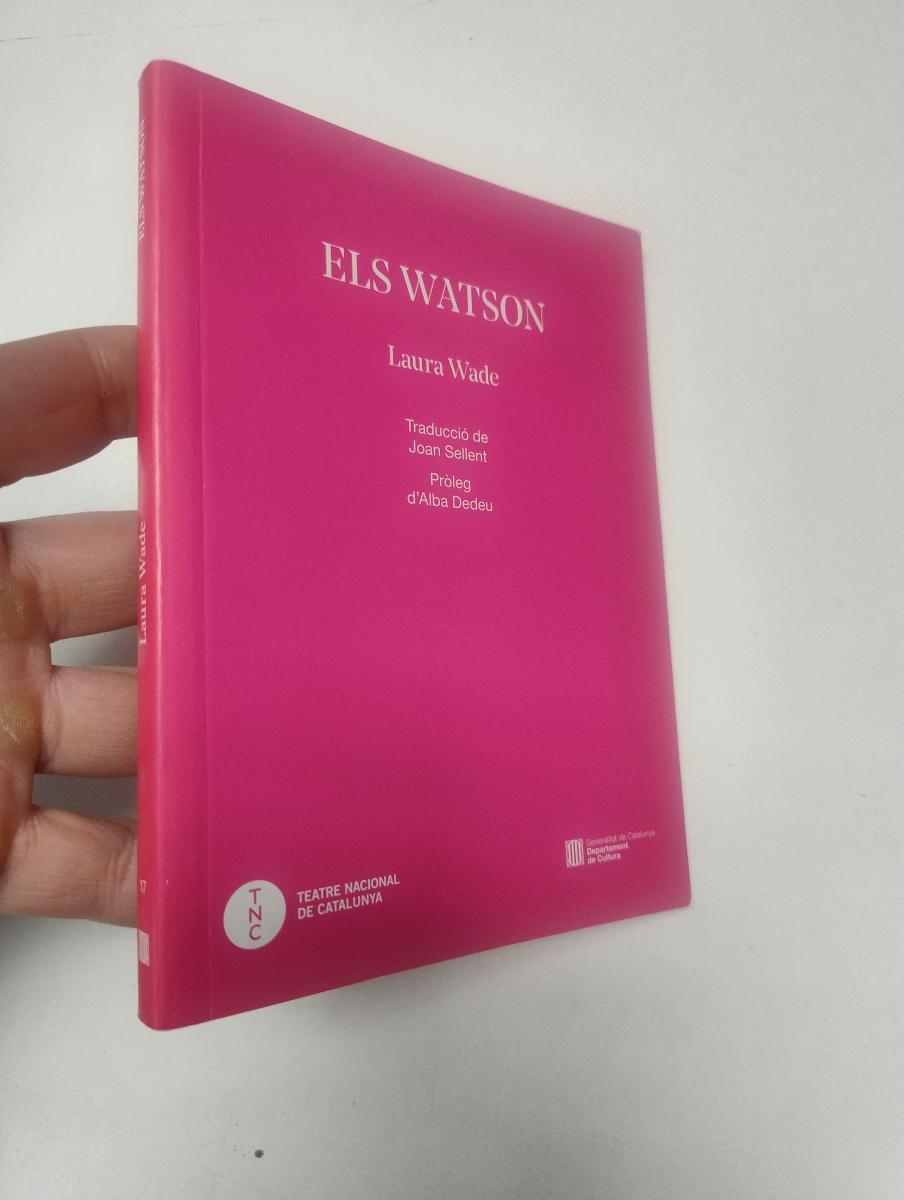 ELS WATSON
Laura Wade
Traducció de
Joan Sellent
Pròleg
d'Alba Dedeu
TNC
TEATRE NACIONAL
DE CATALUNYA
Generalitat de Catalunya
Departament
de Cultura
ELS WATSON
Laura Wade
17